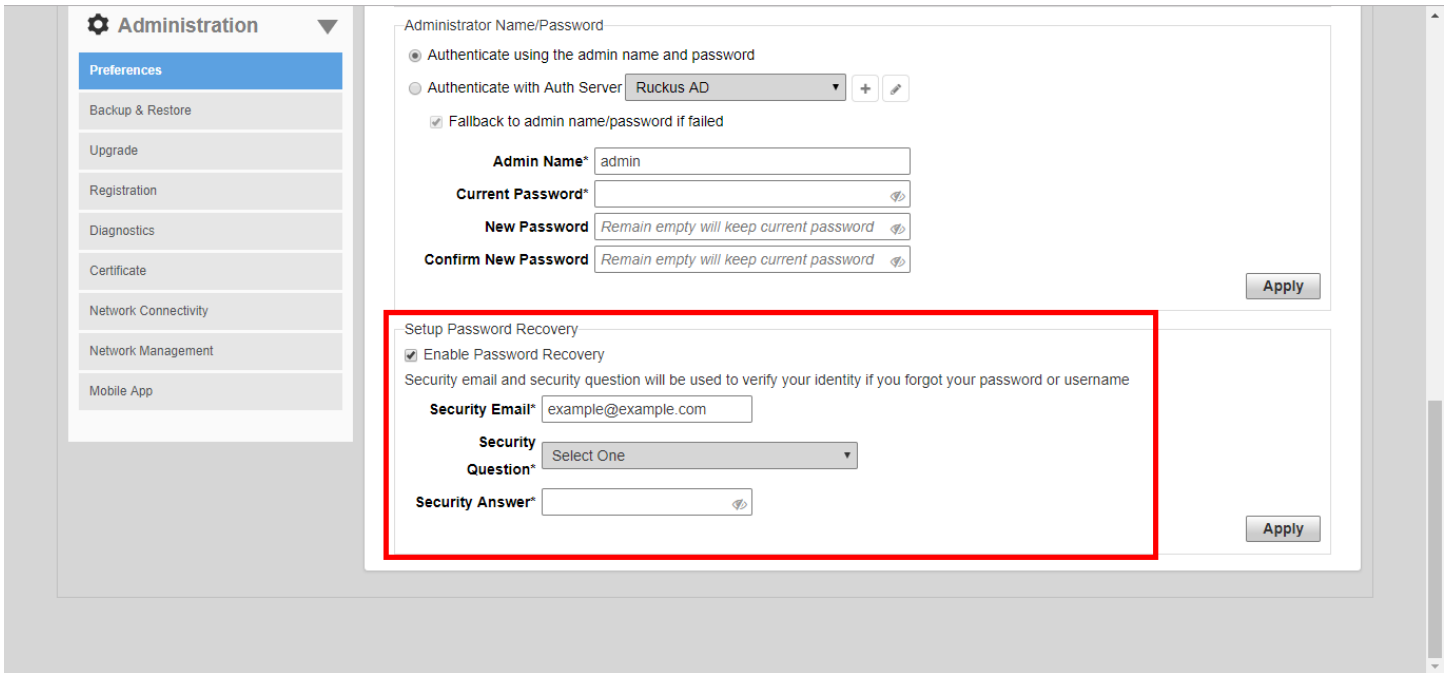 Administration
Preferences
Backup & Restore
Upgrade
Registration
Diagnostics
Certificate
Network Connectivity
Network Management
Mobile App
Administrator Name/Password
Authenticate using the admin name and password
Authenticate with Auth Server Ruckus AD
Fallback to admin name/password if failed
Admin Name* admin
Current Password*
New Password Remain empty will keep current password
Confirm New Password Remain empty will keep current password
Apply
Setup Password Recovery
Enable Password Recovery
Security email and security question will be used to verify your identity if you forgot your password or username
Security Email* example@example.com
Security
Question* Select One
Security Answer*
Apply